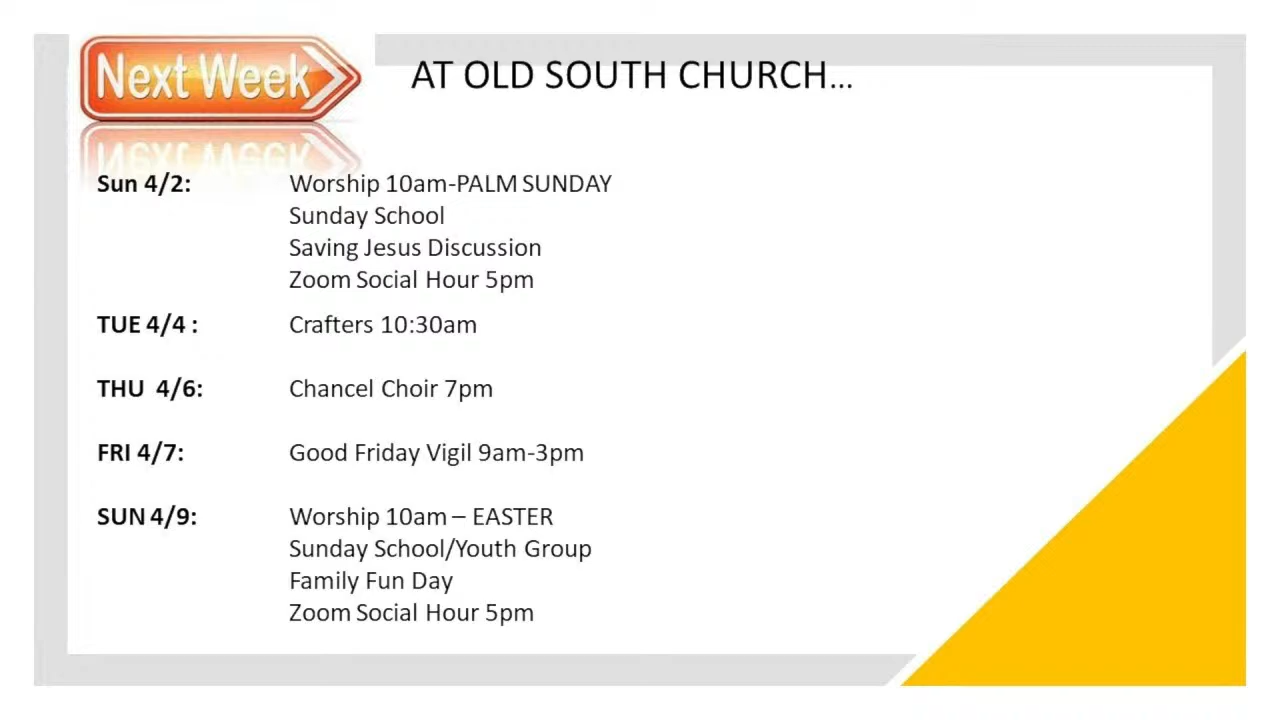 Next Week
AT OLD SOUTH CHURCH...
Sun 4/2: Worship 10am-PALM SUNDAY
Sunday School
Saving Jesus Discussion
Zoom Social Hour 5pm
TUE 4/4 : Crafters 10:30am
THU 4/6: Chancel Choir 7pm
FRI 4/7: Good Friday Vigil 9am-3pm
SUN 4/9: Worship 10am – EASTER
Sunday School/Youth Group
Family Fun Day
Zoom Social Hour 5pm